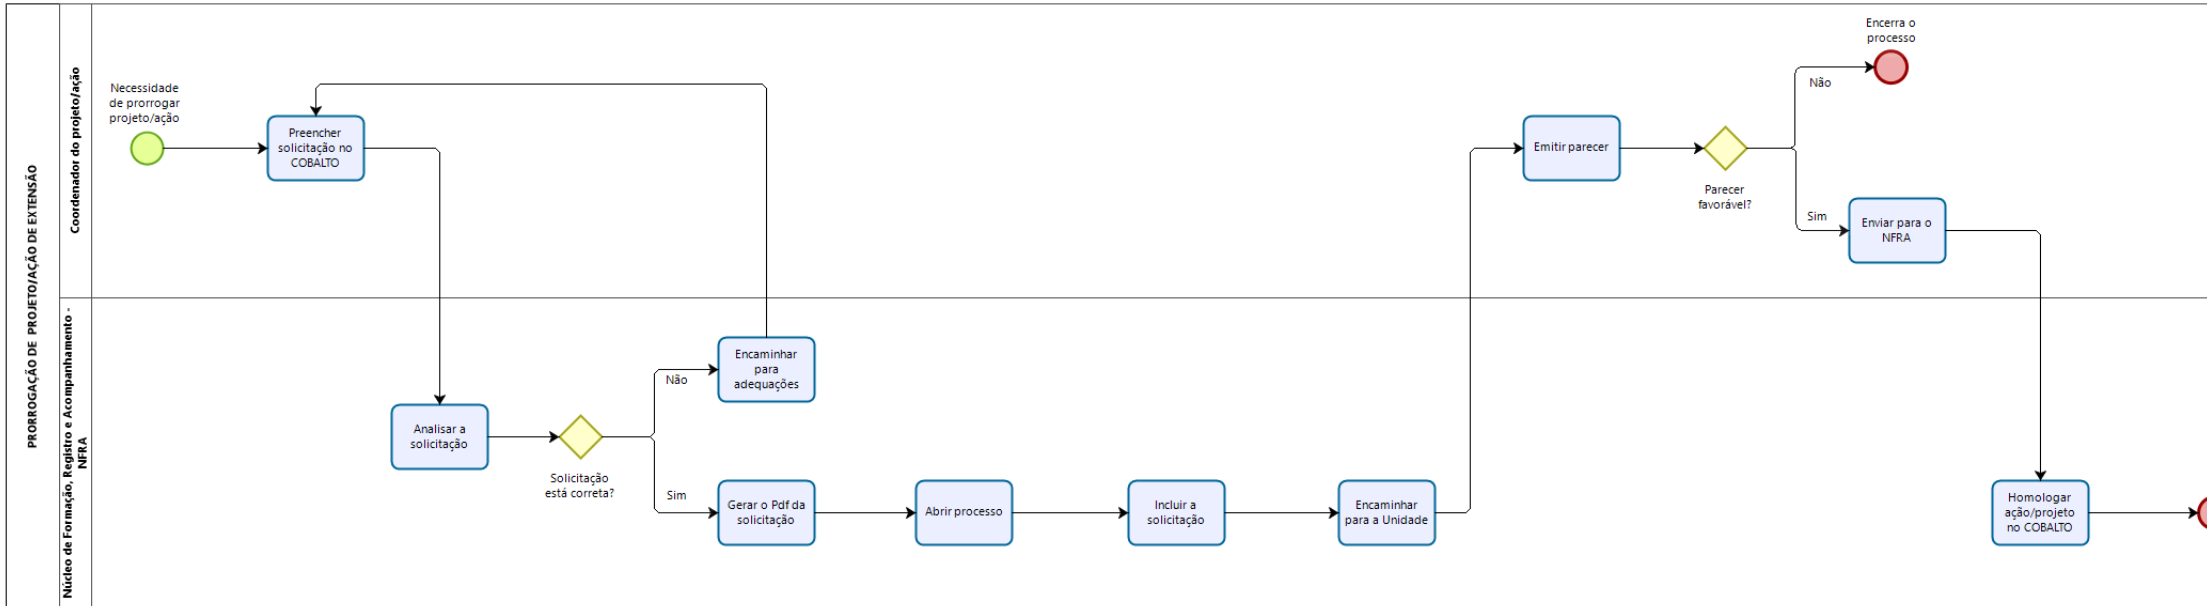 PRORROGAÇÃO DE PROJETO/AÇÃO DE EXTENSÃO
Coordenador do projeto/ação
Necessidade
de prorrogar
projeto/ação
Preencher
solicitação no
COBALTO
Emitir parecer
Parecer
favorável?
Não
Encerra o
processo
Sim
Enviar para o
NFRA
Núcleo de Formação, Registro e Acompanhamento -
NFRA
Analisar a
solicitação
Solicitação
está correta?
Não
Encaminhar
para
adequações
Sim
Gerar o Pdf da
solicitação
Abrir processo
Incluir a
solicitação
Encaminhar
para a Unidade
Homologar
ação/projeto
no COBALTO